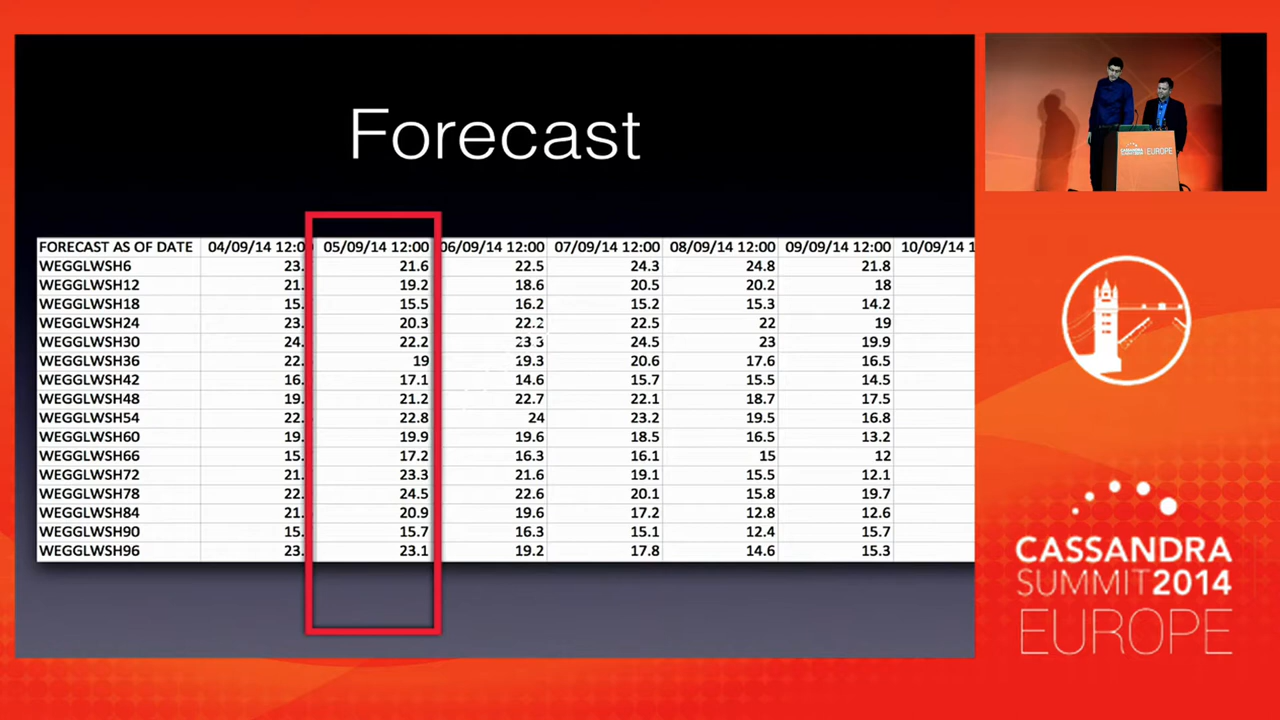 Forecast
FORECAST AS OF DATE 04/09/14 12:0 05/09/14 12:00 06/09/14 12:00 07/09/14 12:00 08/09/14 12:00 09/09/14 12:00 10/09/14 1
WEGGLWSH6 23. 21.6 22.5 24.3 24.8 21.8
WEGGLWSH12 21. 19.2 18.6 20.5 20.2 18
WEGGLWSH18 15. 15.5 16.2 15.2 15.3 14.2
WEGGLWSH24 23. 20.3 22.2 22.5 22 19
WEGGLWSH30 24. 22.2 23.3 24.5 23 19.9
WEGGLWSH36 22. 19 19.3 20.6 17.6 16.5
WEGGLWSH42 16. 17.1 14.6 15.7 15.5 14.5
WEGGLWSH48 19. 21.2 22.7 22.1 18.7 17.5
WEGGLWSH54 22. 22.8 24 23.2 19.5 16.8
WEGGLWSH60 19. 19.9 19.6 18.5 16.5 13.2
WEGGLWSH66 15. 17.2 16.3 16.1 15 12
WEGGLWSH72 21. 23.3 21.6 19.1 15.5 12.1
WEGGLWSH78 22. 24.5 22.6 20.1 15.8 19.7
WEGGLWSH84 21. 20.9 19.6 17.2 12.8 12.6
WEGGLWSH90 15. 15.7 16.3 15.1 12.4 15.7
WEGGLWSH96 23. 23.1 19.2 17.8 14.6 15.3
EUROPE
CASSANDRA
SUMMIT2014
EUROPE